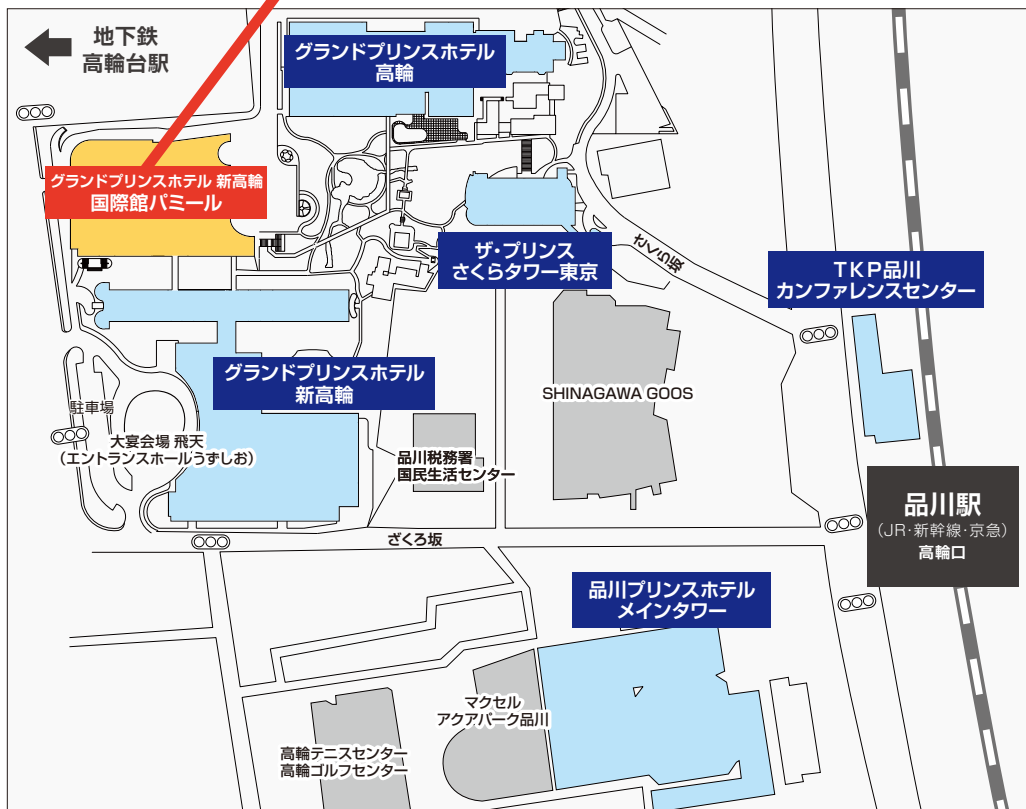 地下鉄
高輪台駅
グランドプリンスホテル
高輪
グランドプリンスホテル 新高輪
国際館パミール
ザ・プリンス
さくらタワー東京
さくら坂
TKP品川
カンファレンスセンター
グランドプリンスホテル
新高輪
SHINAGAWA GOOS
駐車場
大宴会場 飛天
(エントランスホールうずしお)
品川税務署
国民生活センター
品川駅
(JR・新幹線・京急)
高輪口
ざくろ坂
品川プリンスホテル
メインタワー
マクセル
アクアパーク品川
高輪テニスセンター
高輪ゴルフセンター